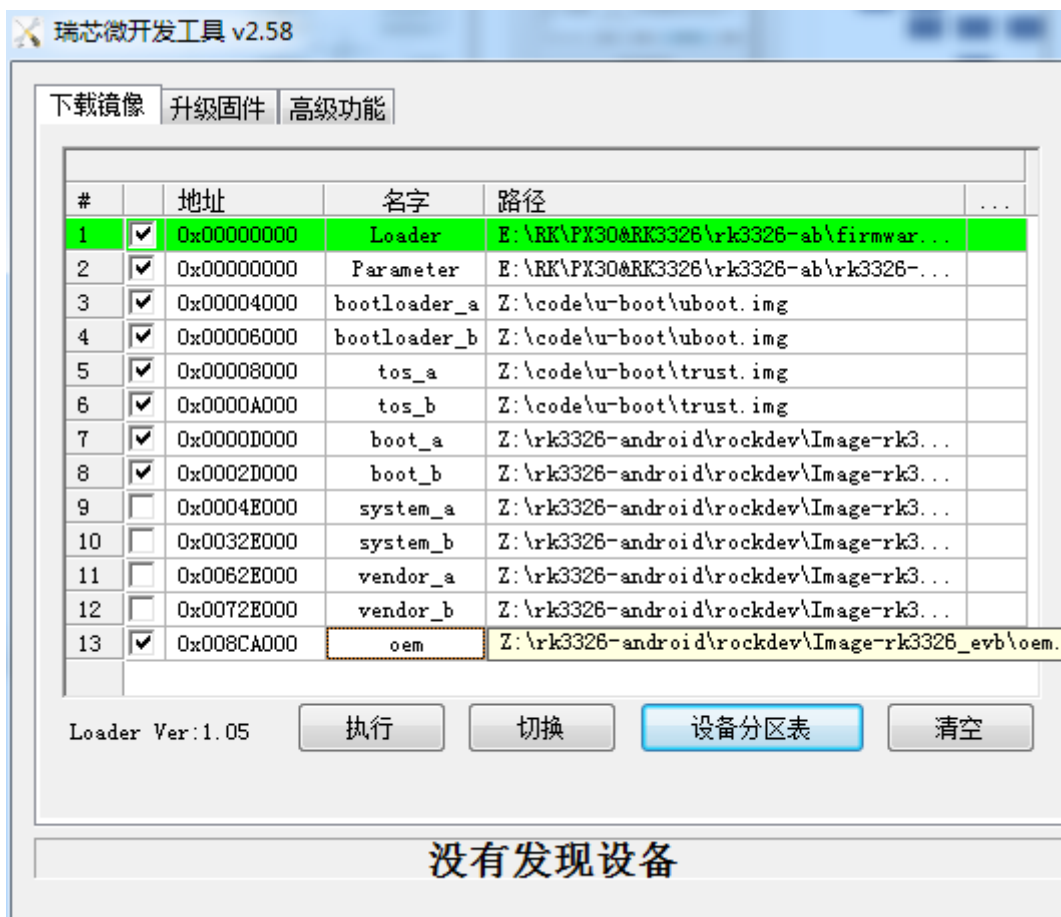 瑞芯微开发工具 v2.58
下载镜像 升级固件 高级功能
# 地址 名字 路径 ...
1 0x00000000 Loader E:\RK\PX30&RK3326\rk3326-ab\firmwar...
2 0x00000000 Parameter E:\RK\PX30&RK3326\rk3326-ab\rk3326-...
3 0x00004000 bootloader_a Z:\code\u-boot\uboot.img
4 0x00006000 bootloader_b Z:\code\u-boot\uboot.img
5 0x00008000 tos_a Z:\code\u-boot\trust.img
6 0x0000A000 tos_b Z:\code\u-boot\trust.img
7 0x0000D000 boot_a Z:\rk3326-android\rockdev\Image-rk3...
8 0x0002D000 boot_b Z:\rk3326-android\rockdev\Image-rk3...
9 0x0004E000 system_a Z:\rk3326-android\rockdev\Image-rk3...
10 0x0032E000 system_b Z:\rk3326-android\rockdev\Image-rk3...
11 0x0062E000 vendor_a Z:\rk3326-android\rockdev\Image-rk3...
12 0x0072E000 vendor_b Z:\rk3326-android\rockdev\Image-rk3...
13 0x008CA000 oem Z:\rk3326-android\rockdev\Image-rk3326_evb\oem.
Loader Ver:1.05 执行 切换 设备分区表 清空
没有发现设备